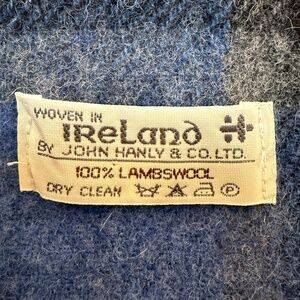 WOVEN IN
IReLand
By JOHN HANLY & CO.LTD.
100% LAMBSWOOL
DRY CLEAN P